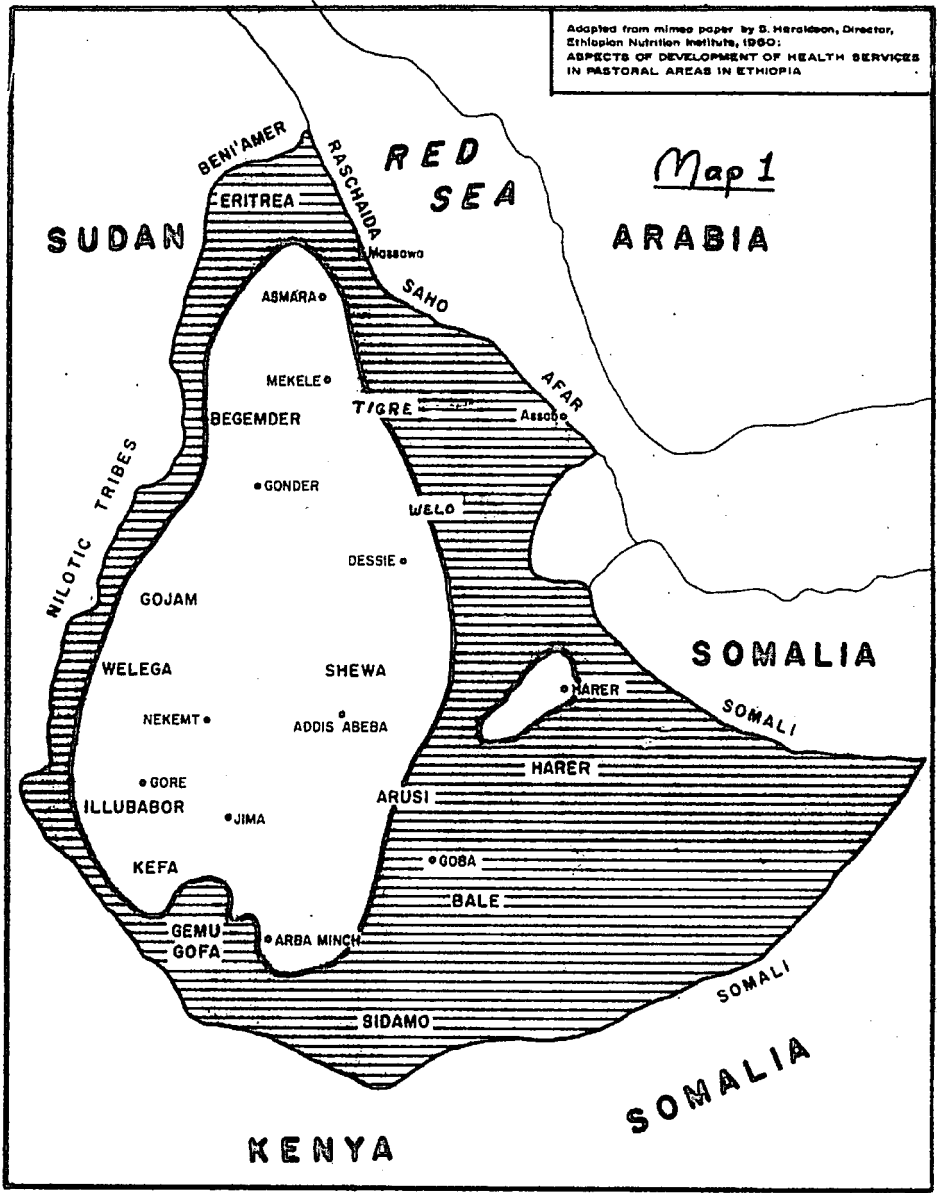 Adapted from mimeo paper by S. Haraldson, Director,
Ethiopian Nutrition Institute, 1960:
ASPECTS OF DEVELOPMENT OF HEALTH SERVICES
IN PASTORAL AREAS IN ETHIOPIA
Map 1
RED
SEA
ARABIA
SUDAN
BENI'AMER
RASCHAIDA
ERITREA
Massawa
SAHO
ASMARA
MEKELE
TIGRE
AFAR
Assab
BEGEMDER
NILOTIC TRIBES
GONDER
WELO
DESSIE
GOJAM
WELEGA
SHEWA
SOMALIA
HARER
NEKEMT
ADDIS ABEBA
SOMALI
HARER
GORE
ILLUBABOR
ARUSI
JIMA
KEFA
GOBA
BALE
GEMU
GOFA
ARBA MINCH
SOMALI
SIDAMO
SOMALIA
KENYA